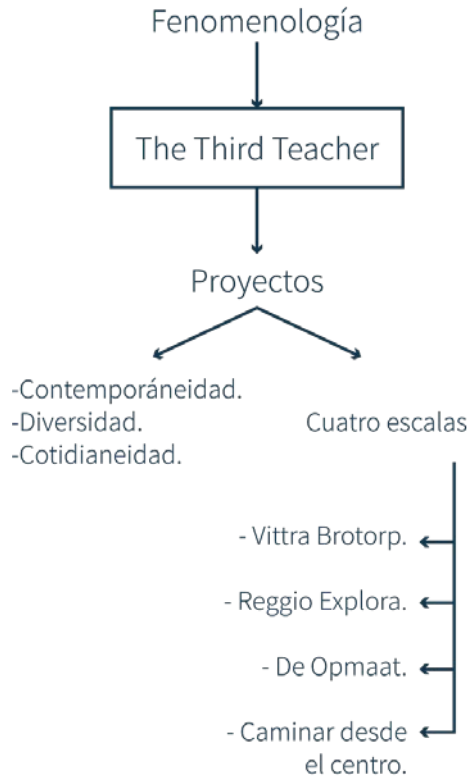 Fenomenología
The Third Teacher
Proyectos
-Contemporáneidad.
-Diversidad.
-Cotidianeidad.
Cuatro escalas
- Vittra Brotorp.
- Reggio Explora.
- De Opmaat.
- Caminar desde
el centro.